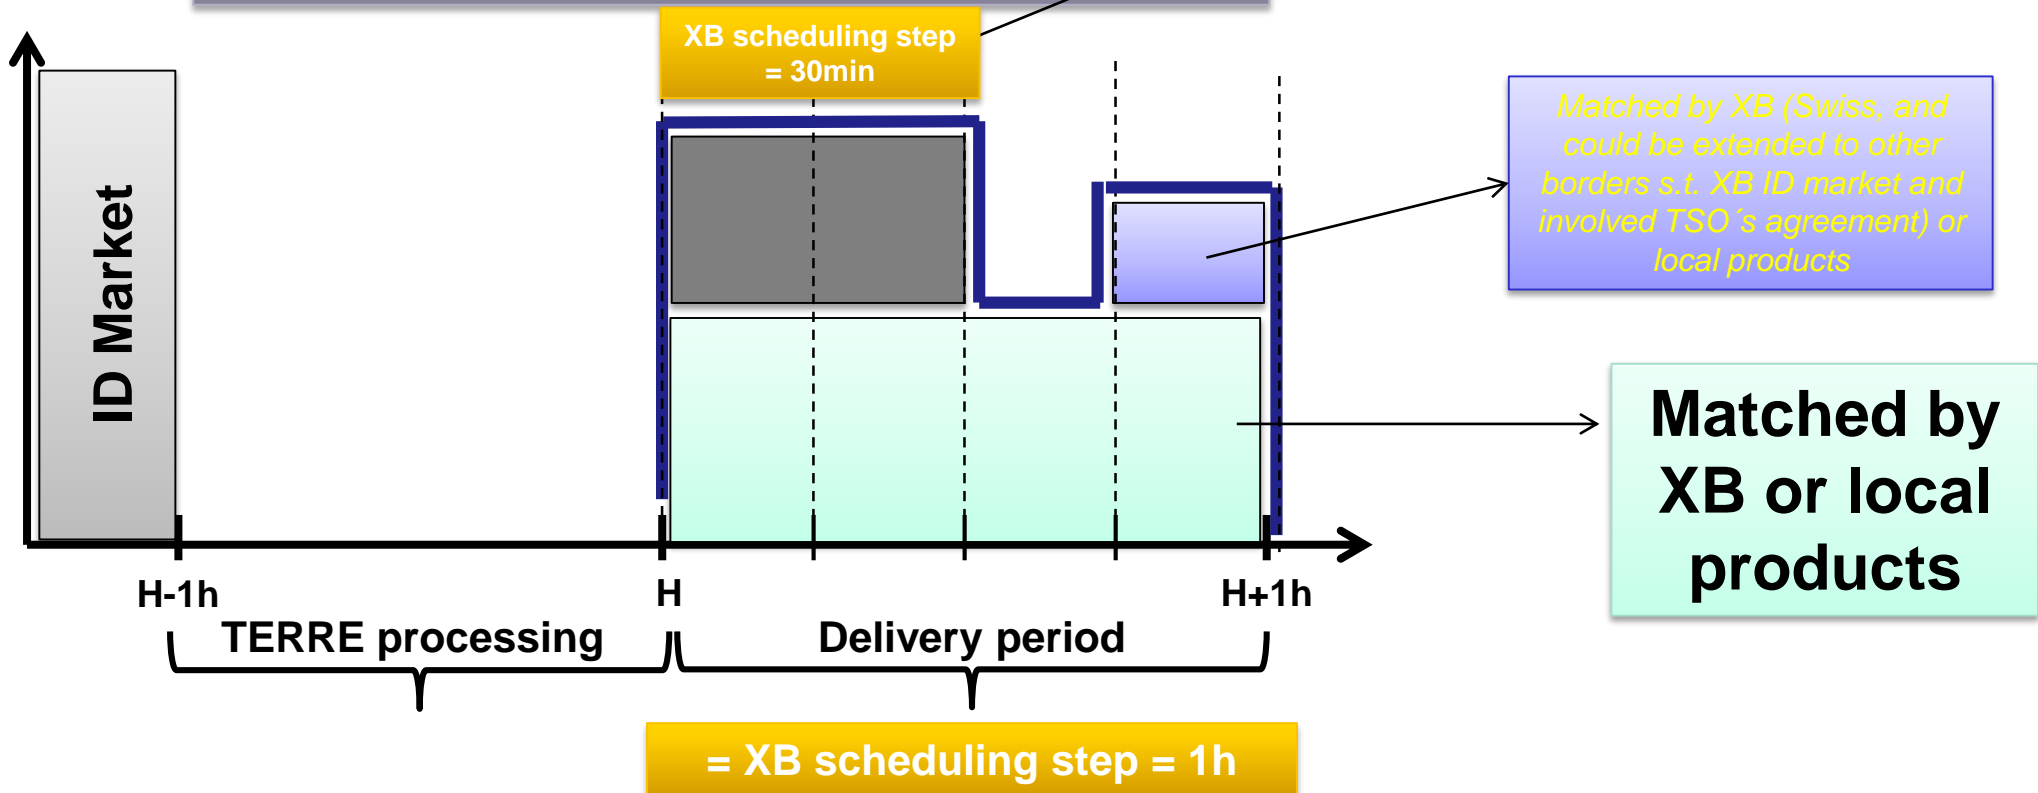 XB scheduling step
= 30min
Matched by XB (Swiss, and
could be extended to other
borders s.t. XB ID market and
involved TSO´s agreement) or
local products
ID Market
Matched by
XB or local
products
H-1h
H
H+1h
TERRE processing
Delivery period
= XB scheduling step = 1h